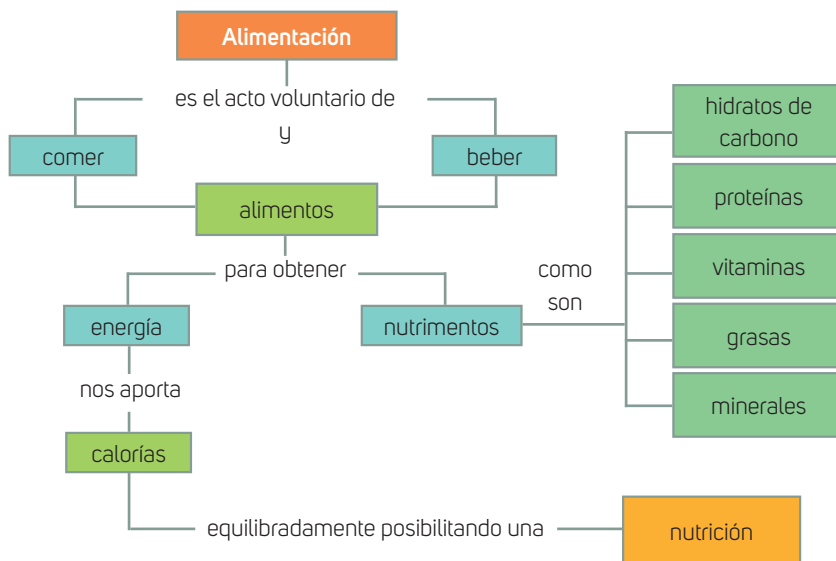 Alimentación
es el acto voluntario de
y
comer
beber
alimentos
para obtener
energía
nutrimentos
como
son
hidratos de
carbono
proteínas
vitaminas
grasas
minerales
nos aporta
calorías
equilibradamente posibilitando una
nutrición